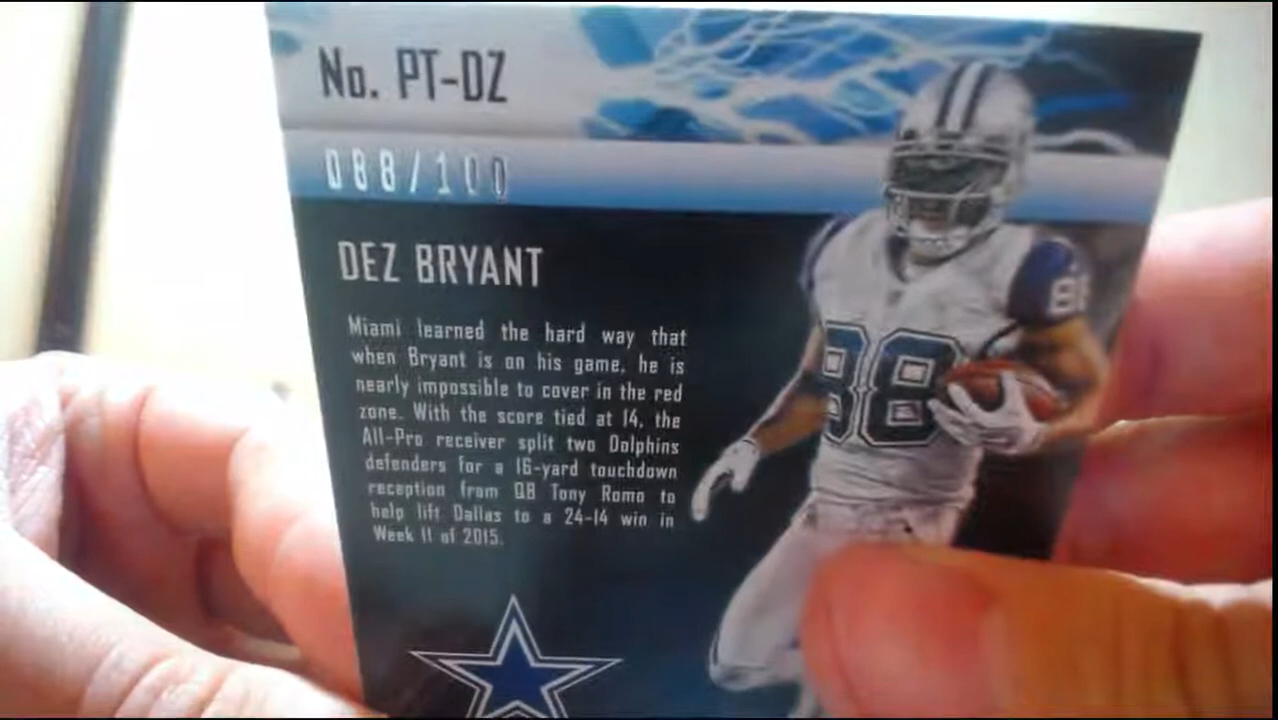 No. PT-DZ
088/100
DEZ BRYANT
Miami learned the hard way that
when Bryant is on his game, he is
nearly impossible to cover in the red
zone. With the score tied at 14, the
All-Pro receiver split two Dolphins
defenders for a 16-yard touchdown
reception from QB Tony Romo to
help lift Dallas to a 24-14 win in
Week 11 of 2015.
88
88